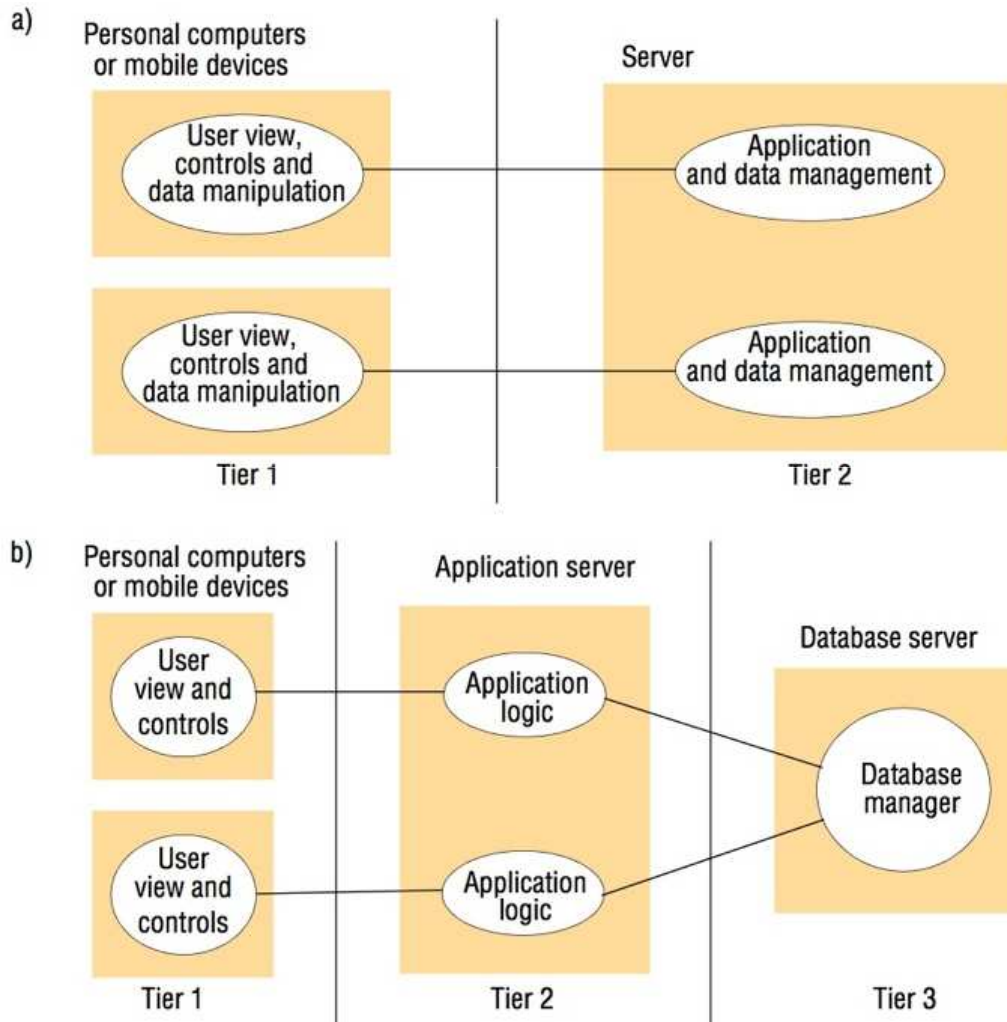 a)
Personal computers
or mobile devices
Server
User view,
controls and
data manipulation
Application
and data management
User view,
controls and
data manipulation
Application
and data management
Tier 1
Tier 2
b)
Personal computers
or mobile devices
Application server
Database server
User
view and
controls
Application
logic
Database
manager
User
view and
controls
Application
logic
Tier 1
Tier 2
Tier 3